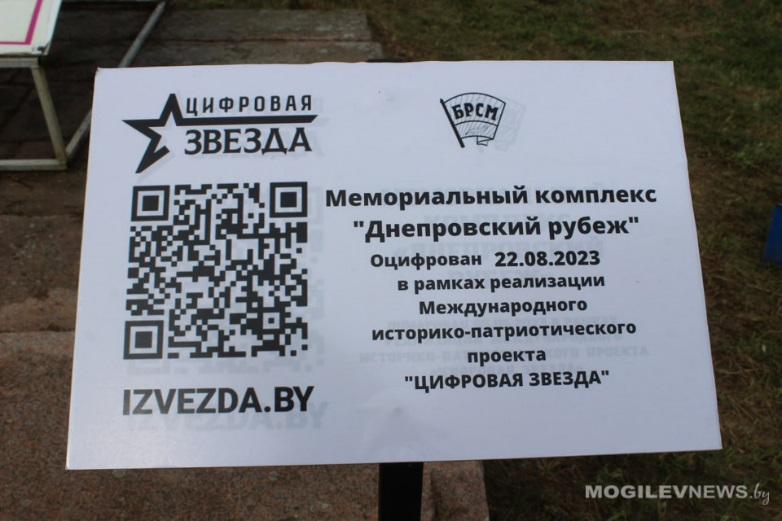 ЦИФРОВАЯ
ЗВЕЗДА
БРСМ
Мемориальный комплекс
"Днепровский рубеж"
Оцифрован 22.08.2023
в рамках реализации
Международного
историко-патриотического
проекта
"ЦИФРОВАЯ ЗВЕЗДА"
IZVEZDA.BY
MOGILEVNEWS.by